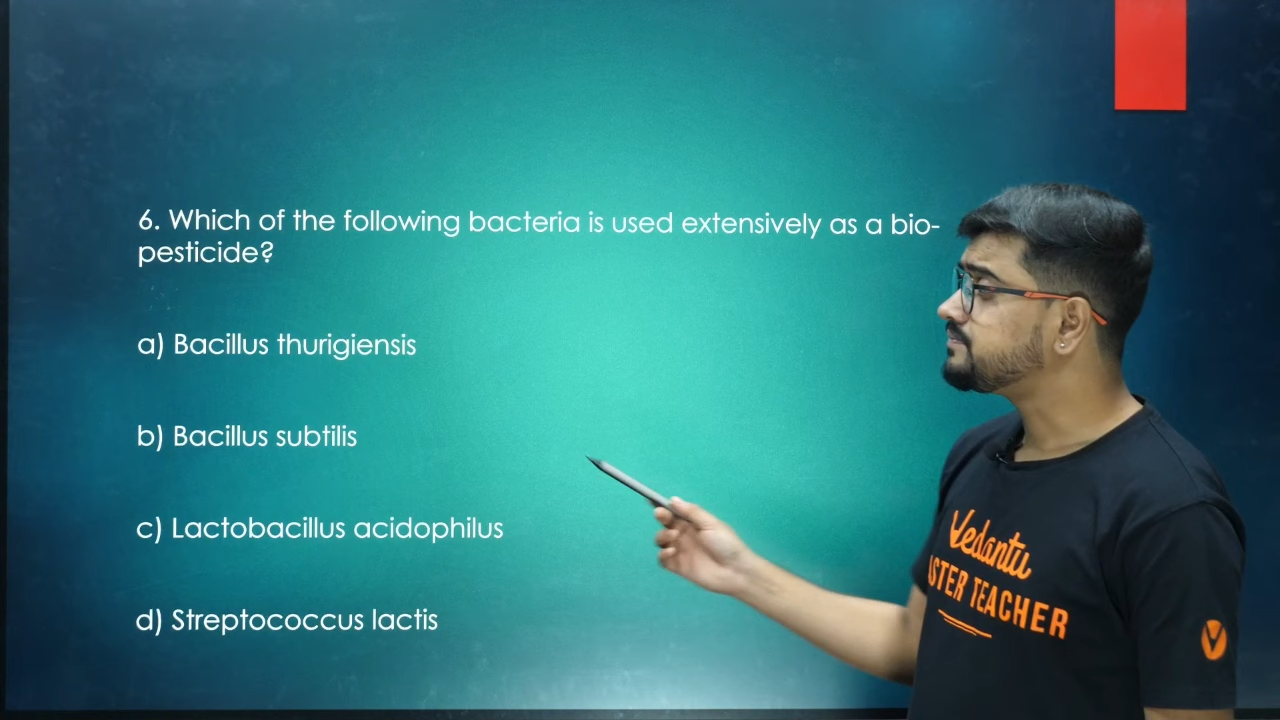 6. Which of the following bacteria is used extensively as a bio-
pesticide?
a) Bacillus thurigiensis
b) Bacillus subtilis
c) Lactobacillus acidophilus
d) Streptococcus lactis
Vedantu
STER TEACHER